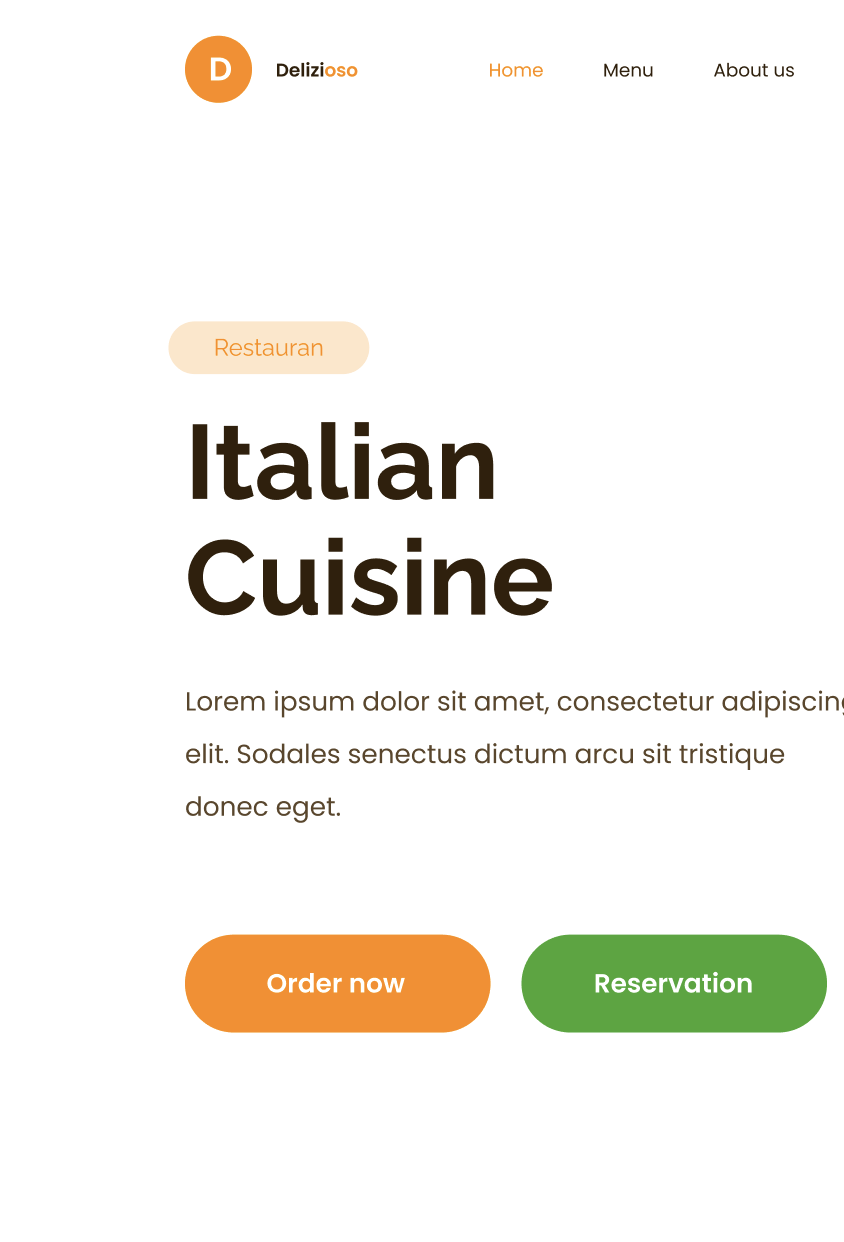 D
Delizioso
Home
Menu
About us
Restauran
Italian
Cuisine
Lorem ipsum dolor sit amet, consectetur adipiscing
elit. Sodales senectus dictum arcu sit tristique
donec eget.
Order now
Reservation